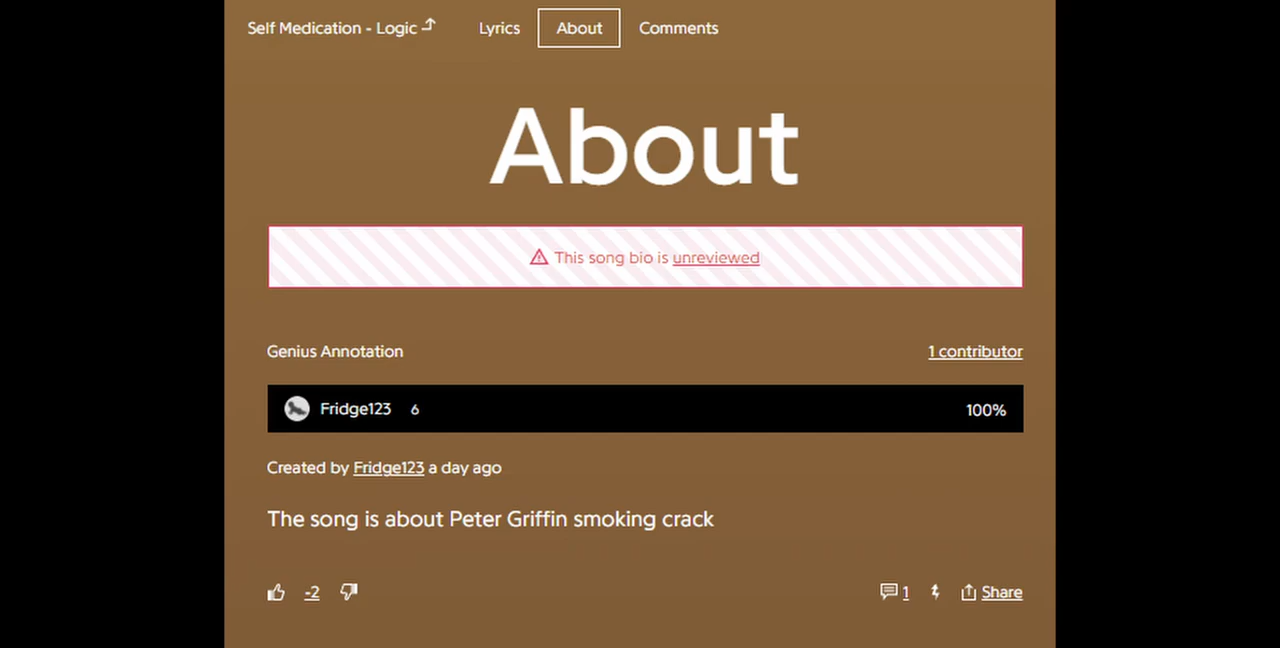 Self Medication - Logic Lyrics About Comments
About
This song bio is unreviewed
Genius Annotation 1 contributor
Fridge123 6 100%
Created by Fridge123 a day ago
The song is about Peter Griffin smoking crack
-2 1 Share